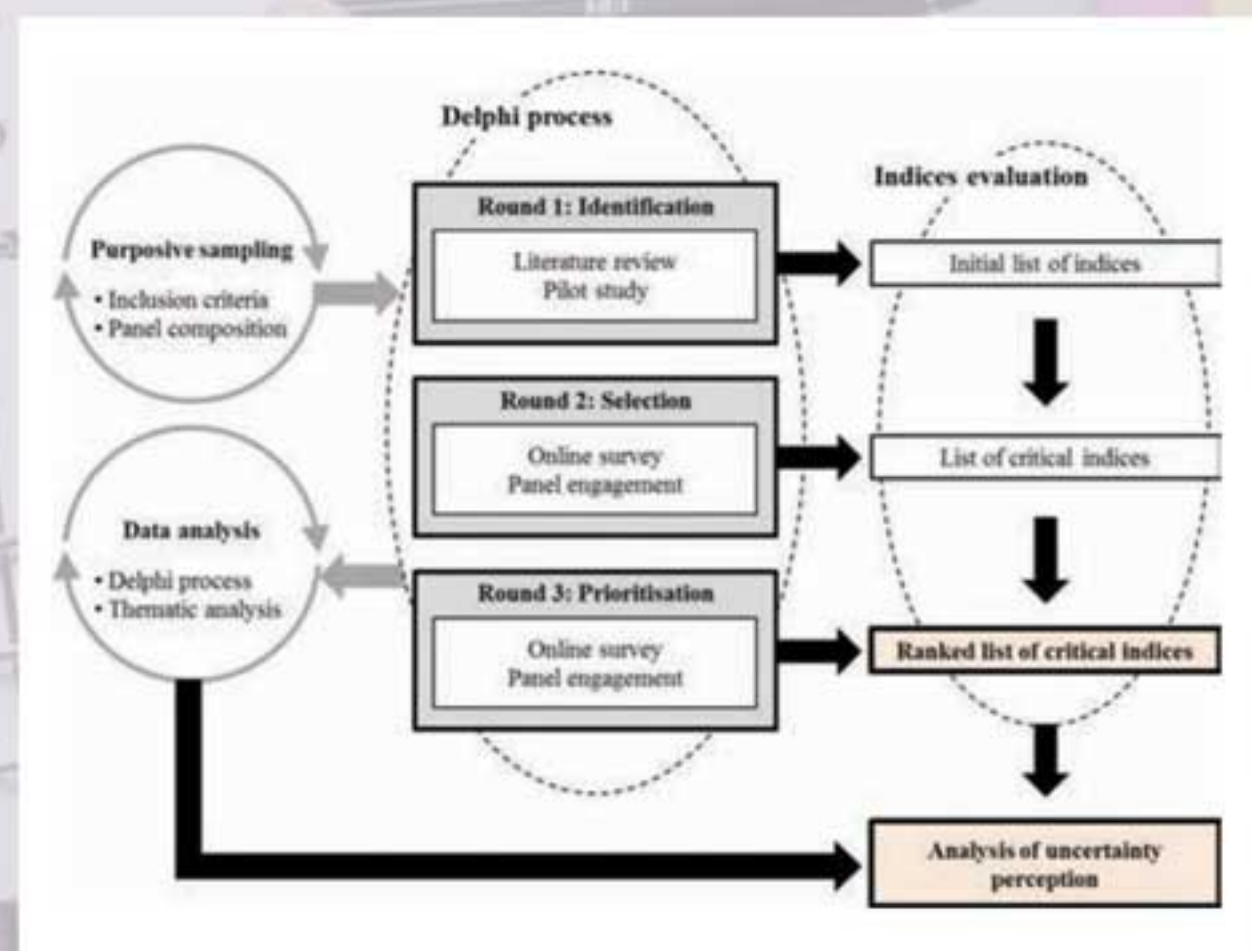 Delphi process
Indices evaluation
Purposive sampling
• Inclusion criteria
• Panel composition
Round 1: Identification
Literature review
Pilot study
Initial list of indices
Round 2: Selection
Online survey
Panel engagement
List of critical indices
Data analysis
• Delphi process
• Thematic analysis
Round 3: Prioritisation
Online survey
Panel engagement
Ranked list of critical indices
Analysis of uncertainty
perception